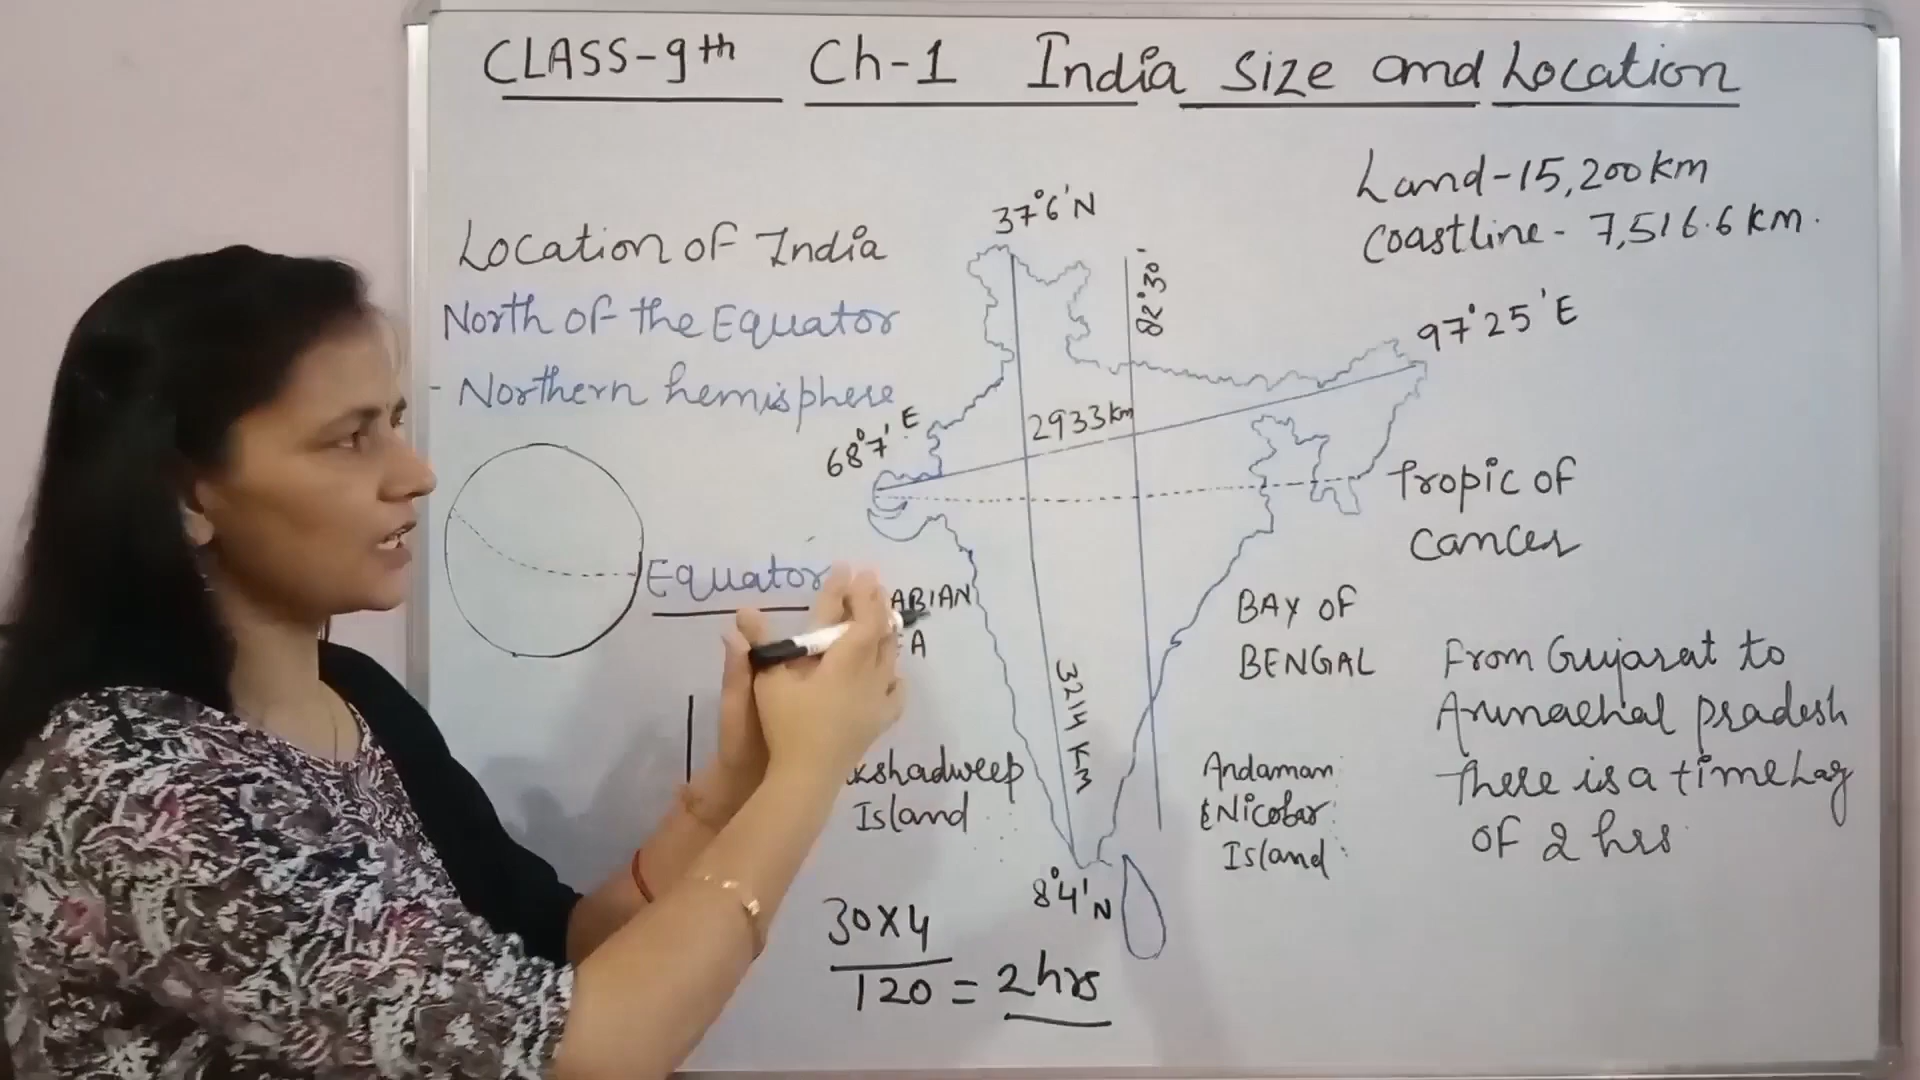 CLASS-9th Ch-1 India Size and Location
Land-15,200km
Coastline- 7,516.6 km.
37°6'N
Location of India
North of the Equator
- Northern hemisphere
82°30'
97°25'E
68°7' E
2933km
Tropic of
Cancer
Equator
BAY OF
BENGAL
3214 KM
From Gujarat to
Arunachal pradesh
there is a time Lag
of 2 hrs
Island
Andaman
&Nicobar
Island
8°4'N
30X4
120 = 2hrs